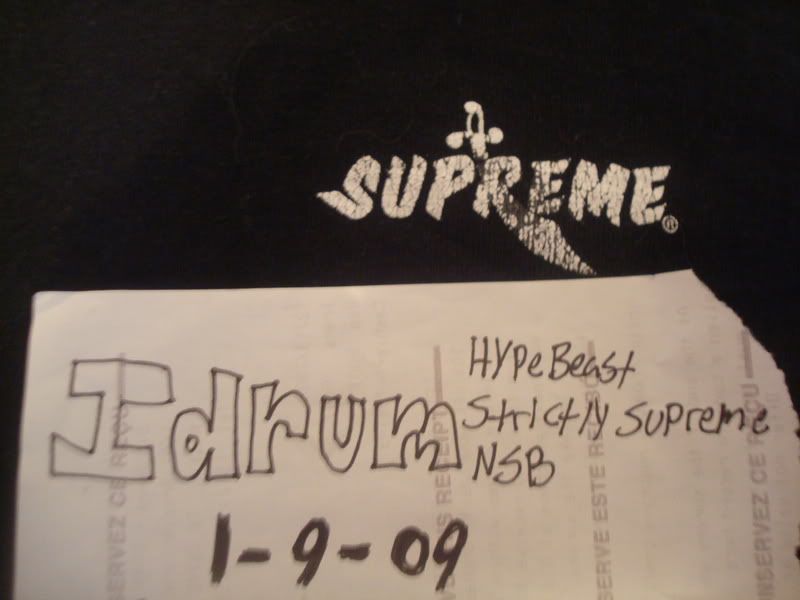 SUPREME®
Idrum
HYPeBeast
Strictly Supreme
NSB
1-9-09